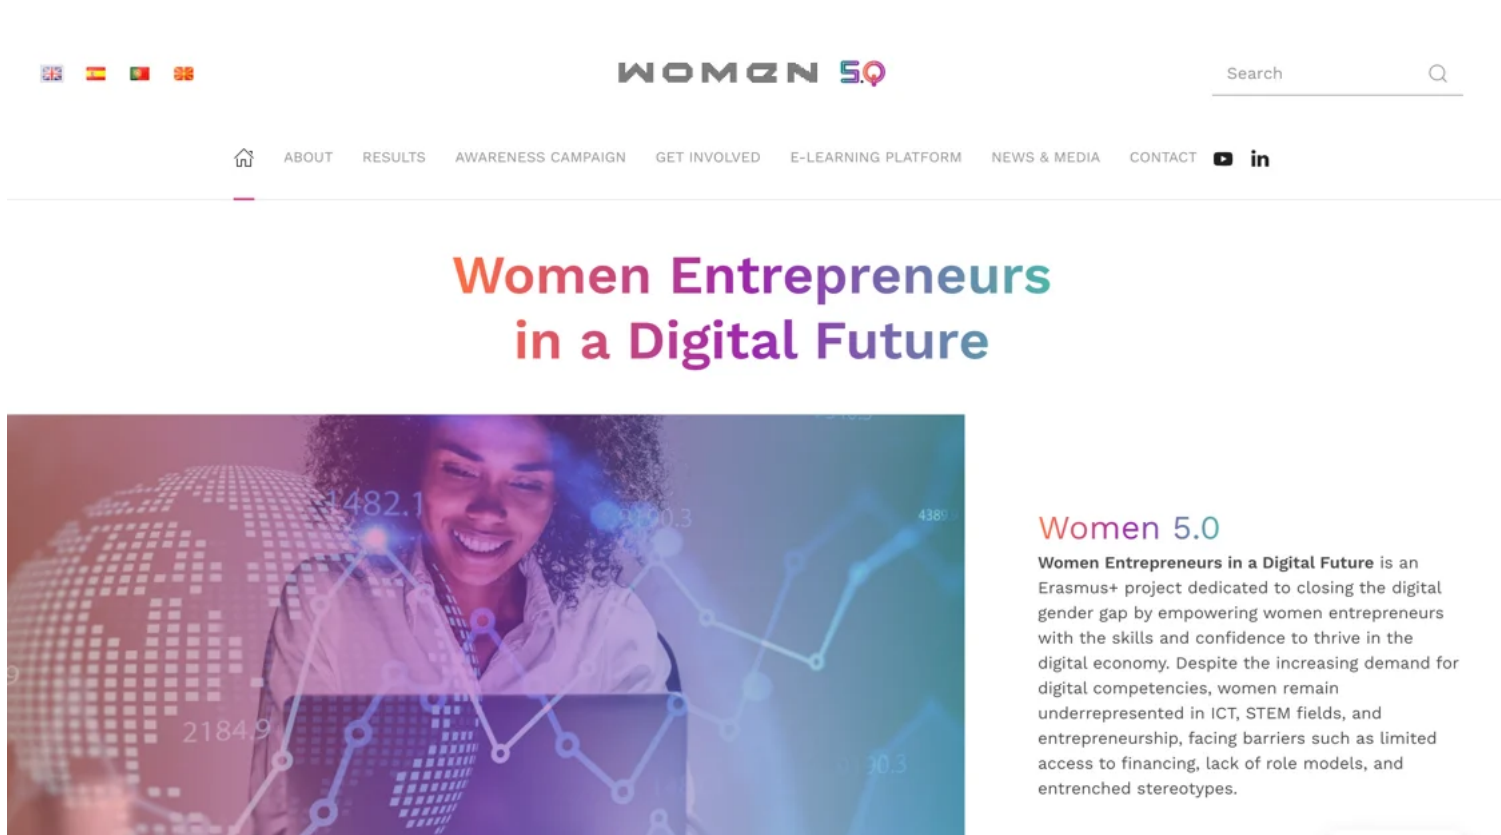 WOMEN 5.0
Search
ABOUT
RESULTS
AWARENESS CAMPAIGN
GET INVOLVED
E-LEARNING PLATFORM
NEWS & MEDIA
CONTACT
in
Women Entrepreneurs
in a Digital Future
1482.1
4389.
2184.9
9
Women 5.0
Women Entrepreneurs in a Digital Future is an
Erasmus+ project dedicated to closing the digital
gender gap by empowering women entrepreneurs
with the skills and confidence to thrive in the
digital economy. Despite the increasing demand for
digital competencies, women remain
underrepresented in ICT, STEM fields, and
entrepreneurship, facing barriers such as limited
access to financing, lack of role models, and
entrenched stereotypes.